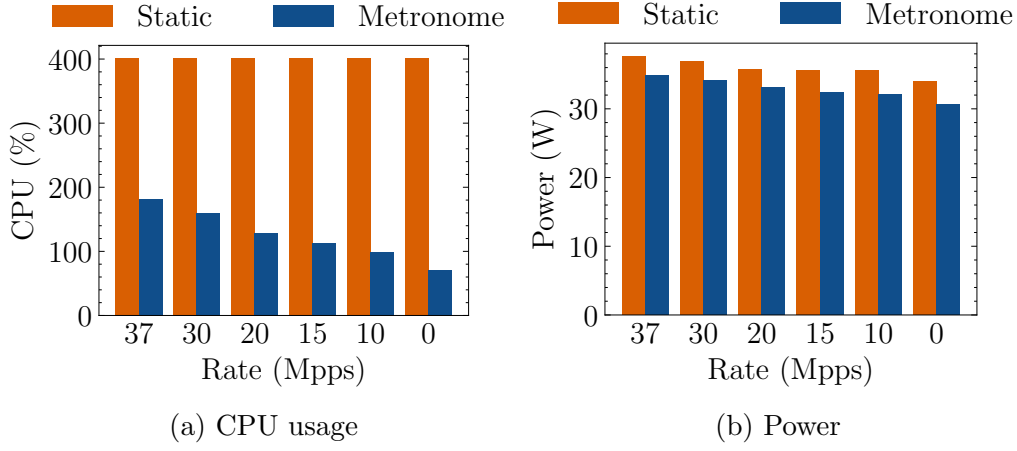 Static Metronome
CPU (%)
400
300
200
100
0
37 30 20 15 10 0
Rate (Mpps)
(a) CPU usage
Static Metronome
Power (W)
30
20
10
0
37 30 20 15 10 0
Rate (Mpps)
(b) Power